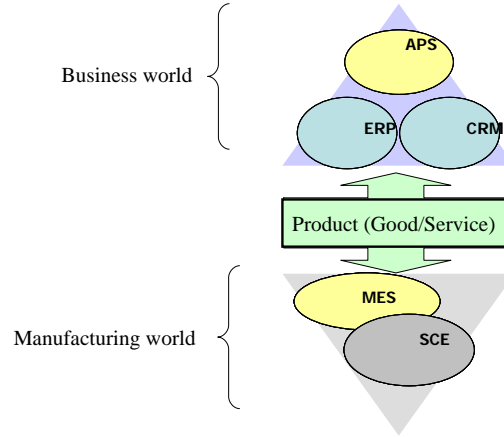 APS
Business world
ERP CRM
Product (Good/Service)
MES
Manufacturing world
SCE